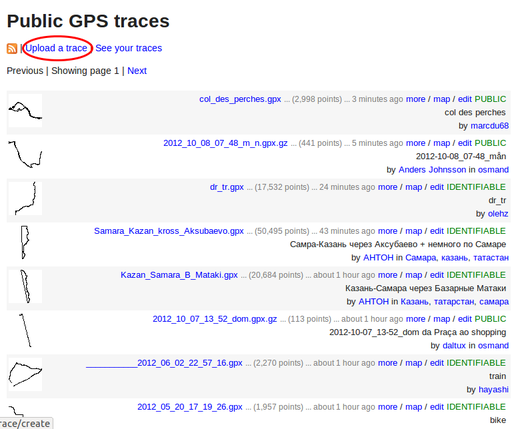 Public GPS traces
| Upload a trace | See your traces
Previous | Showing page 1 | Next
col_des_perches.gpx ... (2,998 points) ... 3 minutes ago more / map / edit PUBLIC
col des perches
by marcdu68
2012_10_08_07_48_m_n.gpx.gz ... (441 points) ... 5 minutes ago more / map / edit PUBLIC
2012-10-08_07-48_mån
by Anders Johnsson in osmand
dr_tr.gpx ... (17,532 points) ... 24 minutes ago more / map / edit IDENTIFIABLE
dr_tr
by olehz
Samara_Kazan_kross_Aksubaevo.gpx ... (50,495 points) ... 43 minutes ago more / map / edit IDENTIFIABLE
Самра-Казань через Аксубаево + немного по Самаре
by АНТОН in Самара, казань, татастан
Kazan_Samara_B_Mataki.gpx ... (20,684 points) ... about 1 hour ago more / map / edit IDENTIFIABLE
Казань-Самара через Базарные Матаки
by АНТОН in Казань, татарстан, самара
2012_10_07_13_52_dom.gpx.gz ... (113 points) ... about 1 hour ago more / map / edit PUBLIC
2012-10-07_13-52_dom da Praça ao shopping
by daltux in osmand
___________2012_06_02_22_57_16.gpx ... (2,270 points) ... about 1 hour ago more / map / edit IDENTIFIABLE
train
by hayashi
2012_05_20_17_19_26.gpx ... (1,957 points) ... about 1 hour ago more / map / edit IDENTIFIABLE
bike
race/create